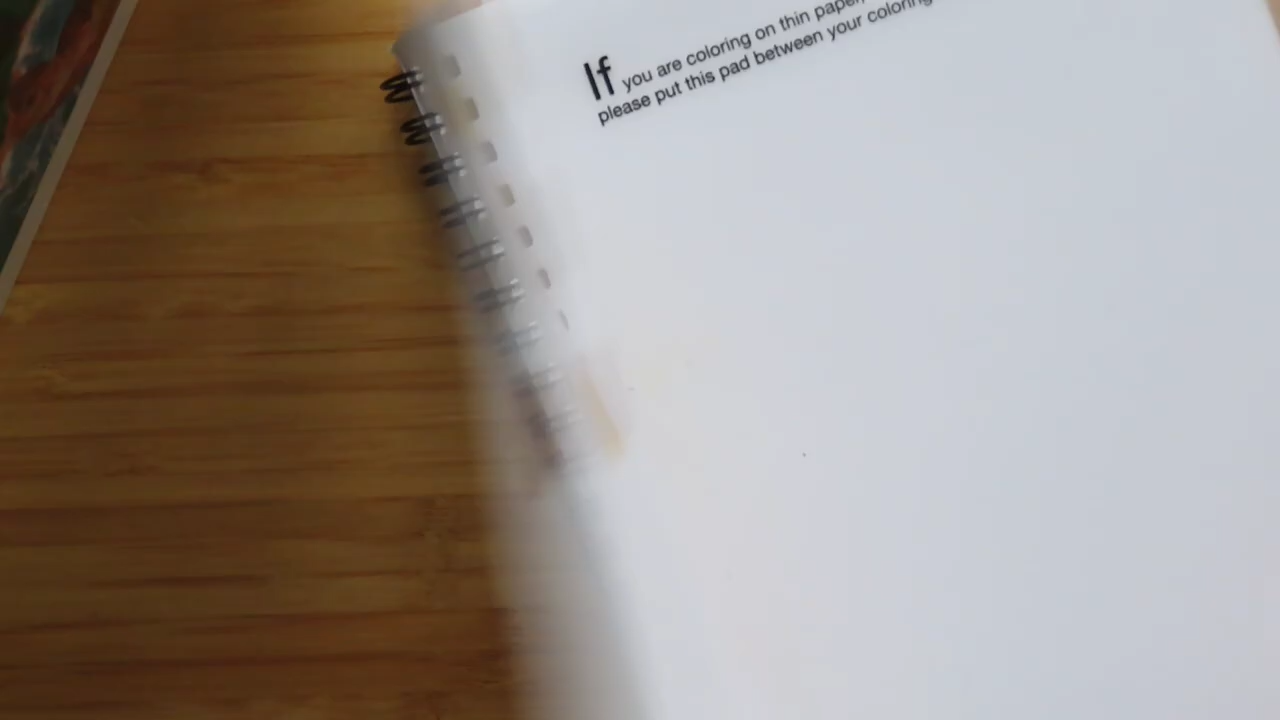 If you are coloring on thin paper,
please put this pad between your coloring